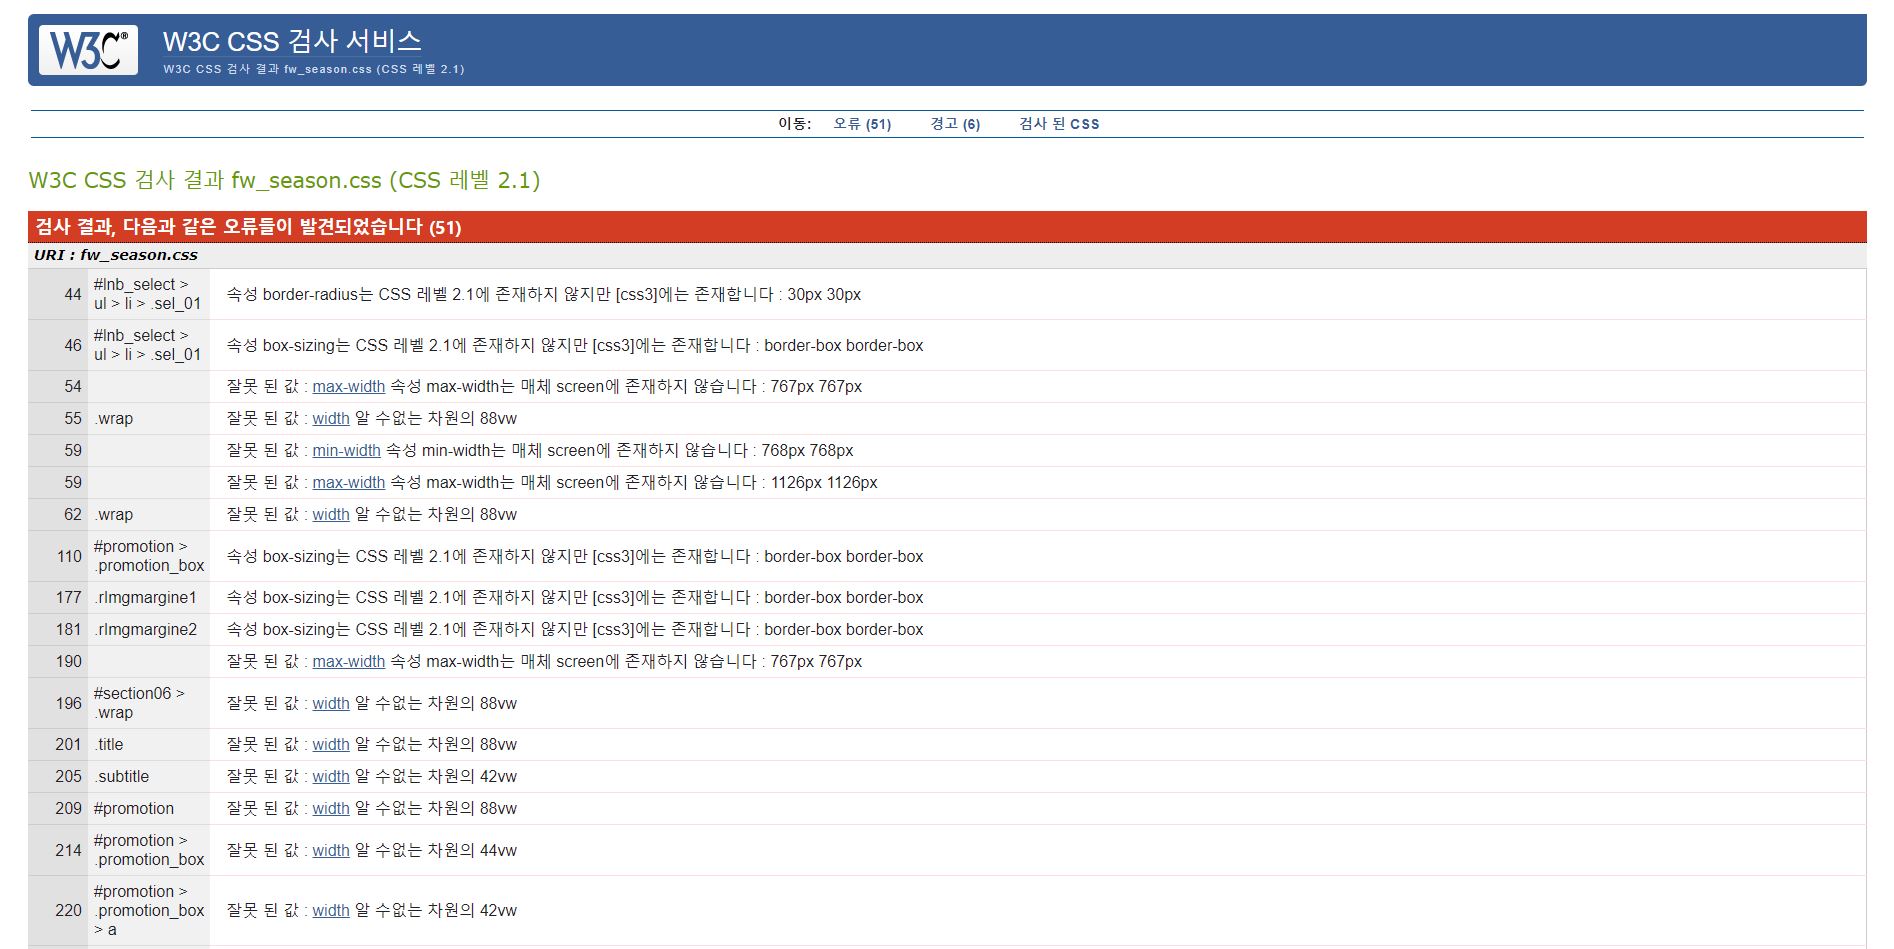 W3C®
W3C CSS 검사 서비스
W3C CSS 검사 결과 fw_season.css (CSS 레벨 2.1)
이동: 오류 (51) 경고 (6) 검사 된 CSS
W3C CSS 검사 결과 fw_season.css (CSS 레벨 2.1)
검사 결과, 다음과 같은 오류들이 발견되었습니다 (51)
URI : fw_season.css
44 #lnb_select > ul > li > .sel_01 속성 border-radius는 CSS 레벨 2.1에 존재하지 않지만 [css3]에는 존재합니다 : 30px 30px
46 #lnb_select > ul > li > .sel_01 속성 box-sizing는 CSS 레벨 2.1에 존재하지 않지만 [css3]에는 존재합니다 : border-box border-box
54 잘못 된 값 : max-width 속성 max-width는 매체 screen에 존재하지 않습니다 : 767px 767px
55 .wrap 잘못 된 값 : width 알 수없는 차원의 88vw
59 잘못 된 값 : min-width 속성 min-width는 매체 screen에 존재하지 않습니다 : 768px 768px
59 잘못 된 값 : max-width 속성 max-width는 매체 screen에 존재하지 않습니다 : 1126px 1126px
62 .wrap 잘못 된 값 : width 알 수없는 차원의 88vw
110 #promotion > .promotion_box 속성 box-sizing는 CSS 레벨 2.1에 존재하지 않지만 [css3]에는 존재합니다 : border-box border-box
177 .rImgmargine1 속성 box-sizing는 CSS 레벨 2.1에 존재하지 않지만 [css3]에는 존재합니다 : border-box border-box
181 .rImgmargine2 속성 box-sizing는 CSS 레벨 2.1에 존재하지 않지만 [css3]에는 존재합니다 : border-box border-box
190 잘못 된 값 : max-width 속성 max-width는 매체 screen에 존재하지 않습니다 : 767px 767px
196 #section06 > .wrap 잘못 된 값 : width 알 수없는 차원의 88vw
201 .title 잘못 된 값 : width 알 수없는 차원의 88vw
205 .subtitle 잘못 된 값 : width 알 수없는 차원의 42vw
209 #promotion 잘못 된 값 : width 알 수없는 차원의 88vw
214 #promotion > .promotion_box 잘못 된 값 : width 알 수없는 차원의 44vw
220 #promotion > .promotion_box > a 잘못 된 값 : width 알 수없는 차원의 42vw